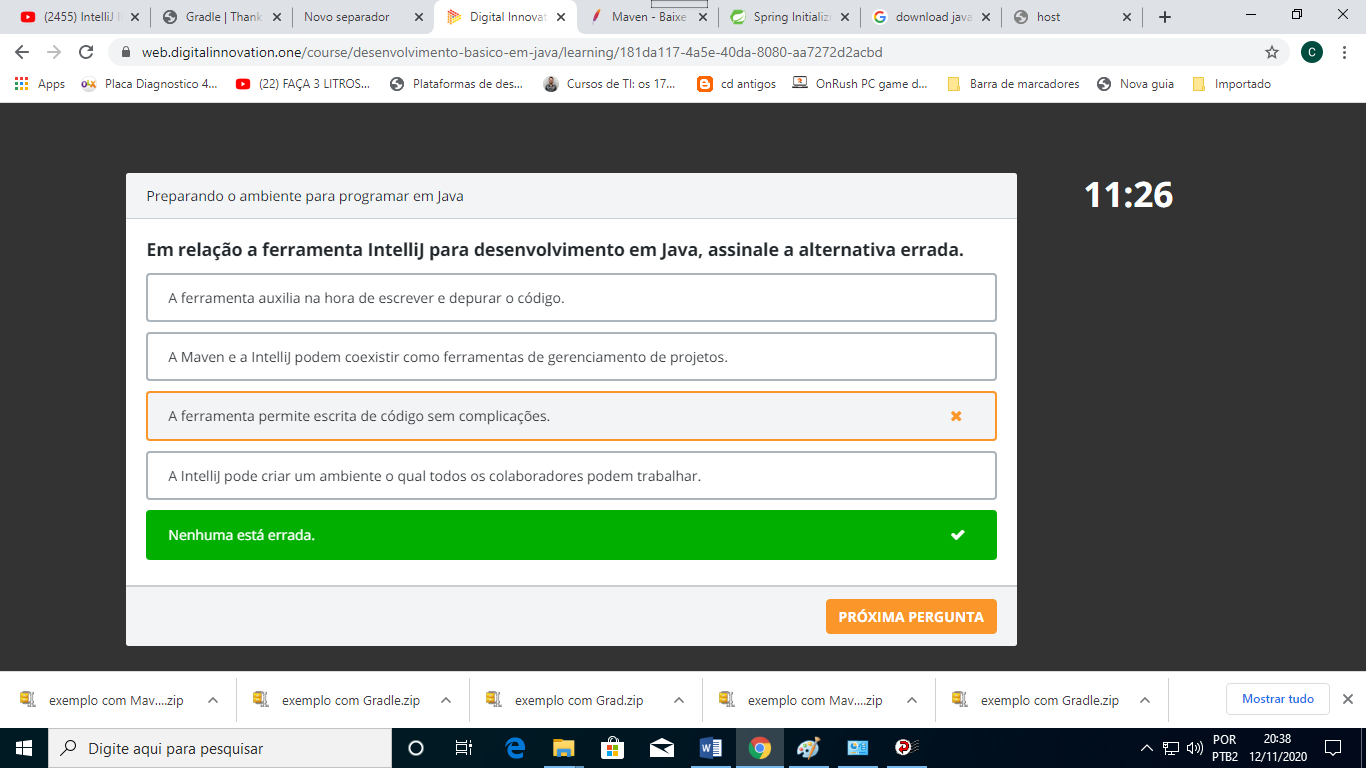 (2455) IntelliJ
Gradle | Thank
Novo separador
Digital Innovat
Maven - Baixe
Spring Initializ
download java
host
web.digitalinnovation.one/course/desenvolvimento-basico-em-java/learning/181da117-4a5e-40da-8080-aa7272d2acbd
C
Apps
Placa Diagnostico 4...
(22) FAÇA 3 LITROS...
Plataformas de des...
Cursos de TI: os 17...
cd antigos
OnRush PC game d...
Barra de marcadores
Nova guia
Importado
Preparando o ambiente para programar em Java
11:26
Em relação a ferramenta IntelliJ para desenvolvimento em Java, assinale a alternativa errada.
A ferramenta auxilia na hora de escrever e depurar o código.
A Maven e a IntelliJ podem coexistir como ferramentas de gerenciamento de projetos.
A ferramenta permite escrita de código sem complicações.
A IntelliJ pode criar um ambiente o qual todos os colaboradores podem trabalhar.
Nenhuma está errada.
PRÓXIMA PERGUNTA
exemplo com Mav....zip
exemplo com Gradle.zip
exemplo com Grad.zip
exemplo com Mav....zip
exemplo com Gradle.zip
Mostrar tudo
Digite aqui para pesquisar
POR
PTB2
20:38
12/11/2020